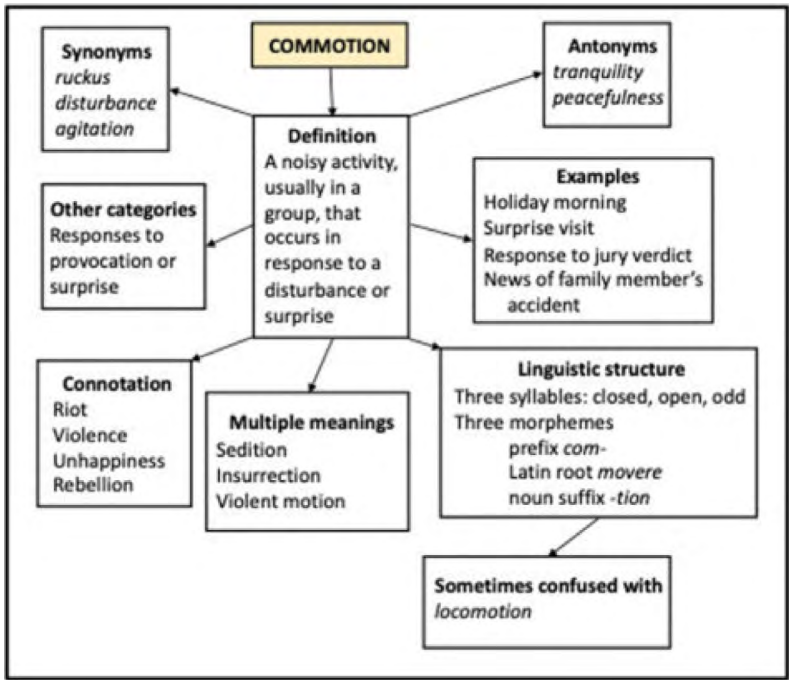 COMMOTION
Synonyms
ruckus
disturbance
agitation
Antonyms
tranquility
peacefulness
Definition
A noisy activity,
usually in a
group, that
occurs in
response to a
disturbance or
surprise
Other categories
Responses to
provocation or
surprise
Examples
Holiday morning
Surprise visit
Response to jury verdict
News of family member's
accident
Connotation
Riot
Violence
Unhappiness
Rebellion
Multiple meanings
Sedition
Insurrection
Violent motion
Linguistic structure
Three syllables: closed, open, odd
Three morphemes
prefix com-
Latin root movere
noun suffix -tion
Sometimes confused with
locomotion